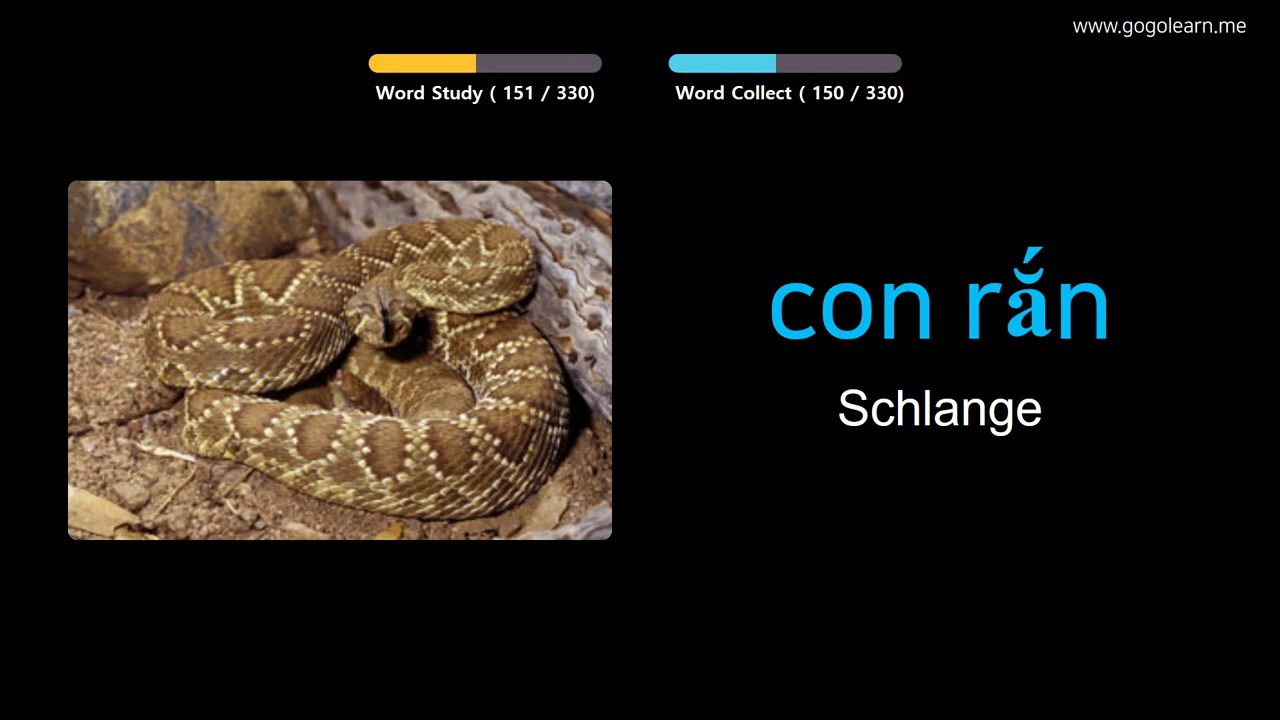 www.gogolearn.me
Word Study ( 151 / 330)
Word Collect ( 150 / 330)
con rắn
Schlange